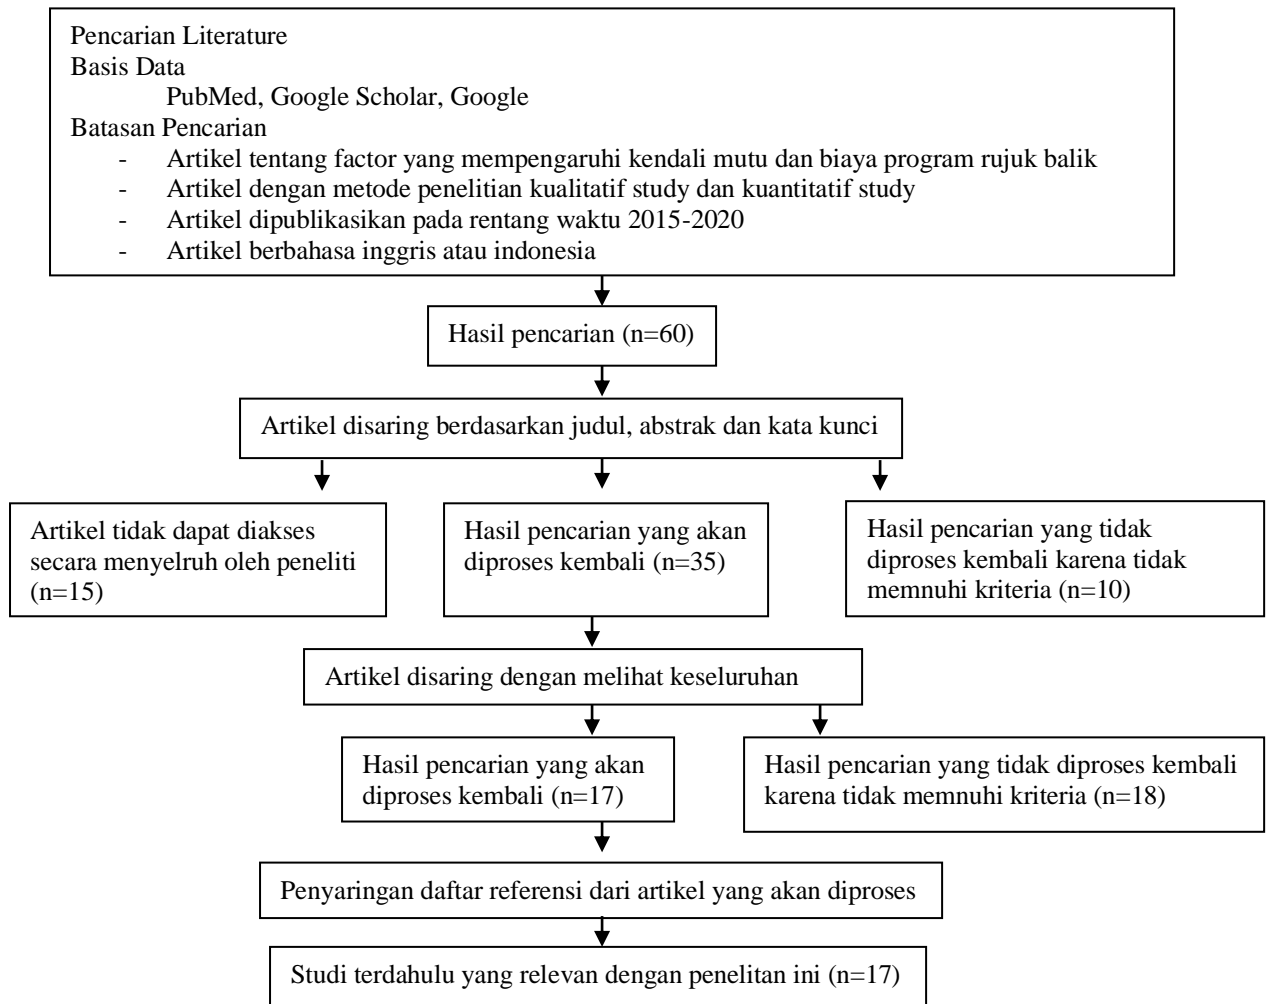 Pencarian Literature
Basis Data
PubMed, Google Scholar, Google
Batasan Pencarian
- Artikel tentang factor yang mempengaruhi kendali mutu dan biaya program rujuk balik
- Artikel dengan metode penelitian kualitatif study dan kuantitatif study
- Artikel dipublikasikan pada rentang waktu 2015-2020
- Artikel berbahasa inggris atau indonesia
Hasil pencarian (n=60)
Artikel disaring berdasarkan judul, abstrak dan kata kunci
Artikel tidak dapat diakses
secara menyelruh oleh peneliti
(n=15)
Hasil pencarian yang akan
diproses kembali (n=35)
Hasil pencarian yang tidak
diproses kembali karena tidak
memnuhi kriteria (n=10)
Artikel disaring dengan melihat keseluruhan
Hasil pencarian yang akan
diproses kembali (n=17)
Hasil pencarian yang tidak diproses kembali
karena tidak memnuhi kriteria (n=18)
Penyaringan daftar referensi dari artikel yang akan diproses
Studi terdahulu yang relevan dengan penelitan ini (n=17)